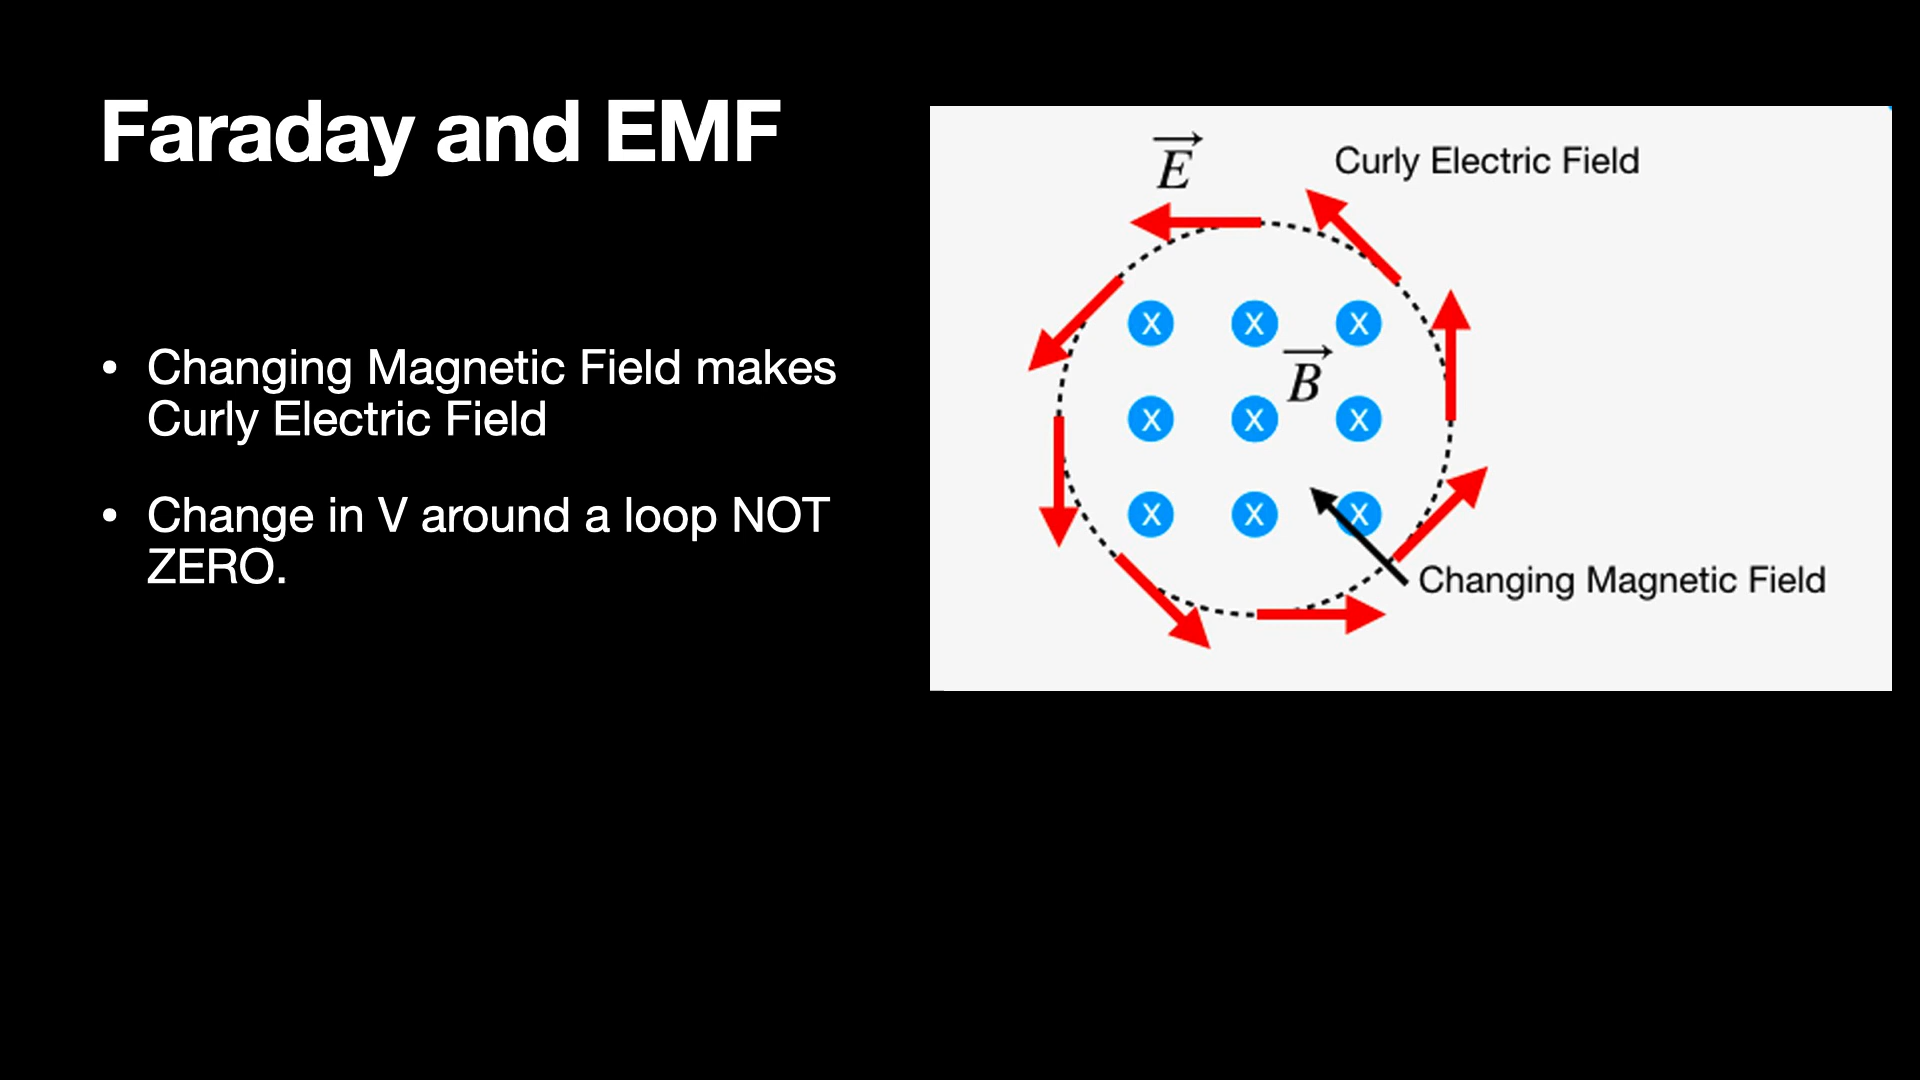 Faraday and EMF
• Changing Magnetic Field makes
Curly Electric Field
• Change in V around a loop NOT
ZERO.
E
Curly Electric Field
X X X
B
X X X
X X X
Changing Magnetic Field